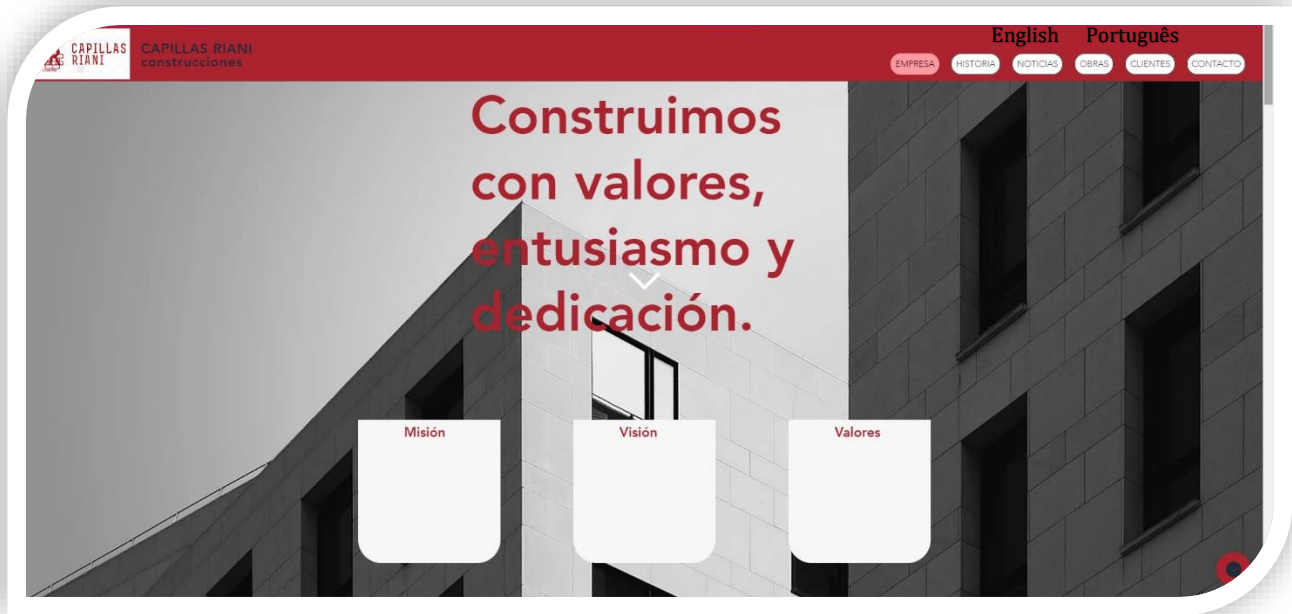 CAPILLAS
RIANI
CAPILLAS RIANI
construcciones
English Português
EMPRESA HISTORIA NOTICIAS OBRAS CLIENTES CONTACTO
Construimos
con valores,
entusiasmo y
dedicación.
Misión Visión Valores